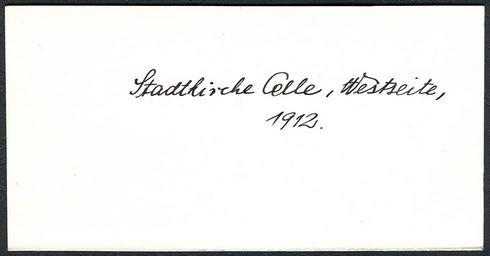 Stadtkirche Celle, Westseite,
1912.